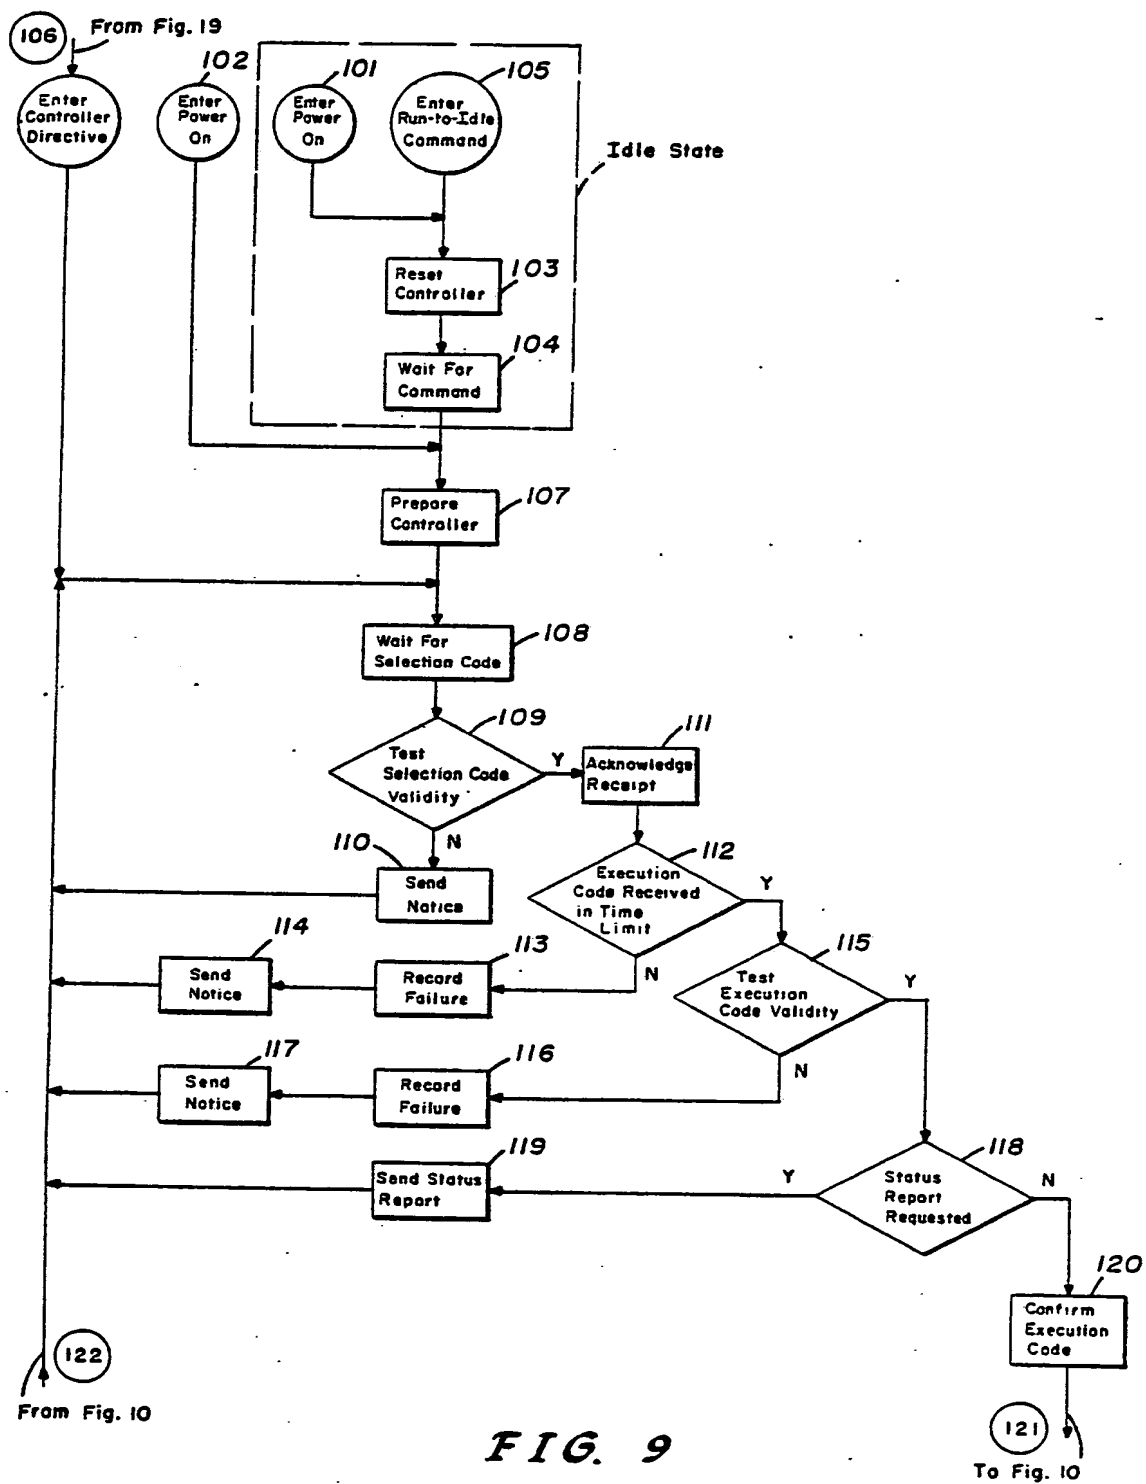 106
From Fig. 19
102
101
105
Enter
Controller
Directive
Enter
Power
On
Enter
Power
On
Enter
Run-to-Idle
Command
Idle State
Reset
Controller
103
Wait For
Command
104
Prepare
Controller
107
Wait For
Selection Code
108
109
Test
Selection Code
Validity
Y
N
111
Acknowledge
Receipt
110
Send
Notice
112
Execution
Code Received
in Time
Limit
Y
N
114
Send
Notice
113
Record
Failure
115
Test
Execution
Code Validity
Y
N
117
Send
Notice
116
Record
Failure
118
Status
Report
Requested
Y
N
119
Send Status
Report
120
Confirm
Execution
Code
122
From Fig. 10
121
To Fig. 10
FIG. 9